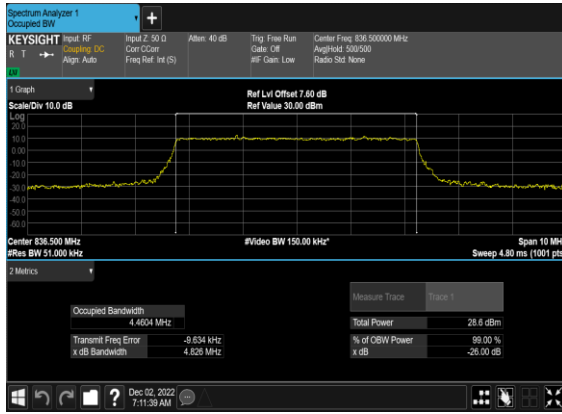 Spectrum Analyzer 1
Occupied BW
KEYSIGHT
R T
LW
Input: RF
Coupling: DC
Align: Auto
Input Z: 50 Ω
Corr CCorr
Freq Ref: Int (S)
Atten: 40 dB
Trig: Free Run
Gate: Off
#IF Gain: Low
Center Freq: 836.500000 MHz
Avg|Hold: 500/500
Radio Std: None
1 Graph
Scale/Div 10.0 dB
Ref Lvl Offset 7.60 dB
Ref Value 30.00 dBm
Log
20.0
10.0
0.00
-10.0
-20.0
-30.0
-40.0
-50.0
-60.0
Center 836.500 MHz
#Res BW 51.000 kHz
#Video BW 150.00 kHz*
Span 10 MH
Sweep 4.80 ms (1001 pts
2 Metrics
Measure Trace Trace 1
Occupied Bandwidth
4.4604 MHz
Total Power 28.6 dBm
Transmit Freq Error -9.634 kHz
% of OBW Power 99.00 %
x dB Bandwidth 4.826 MHz
x dB -26.00 dB
?
Dec 02, 2022
7:11:39 AM